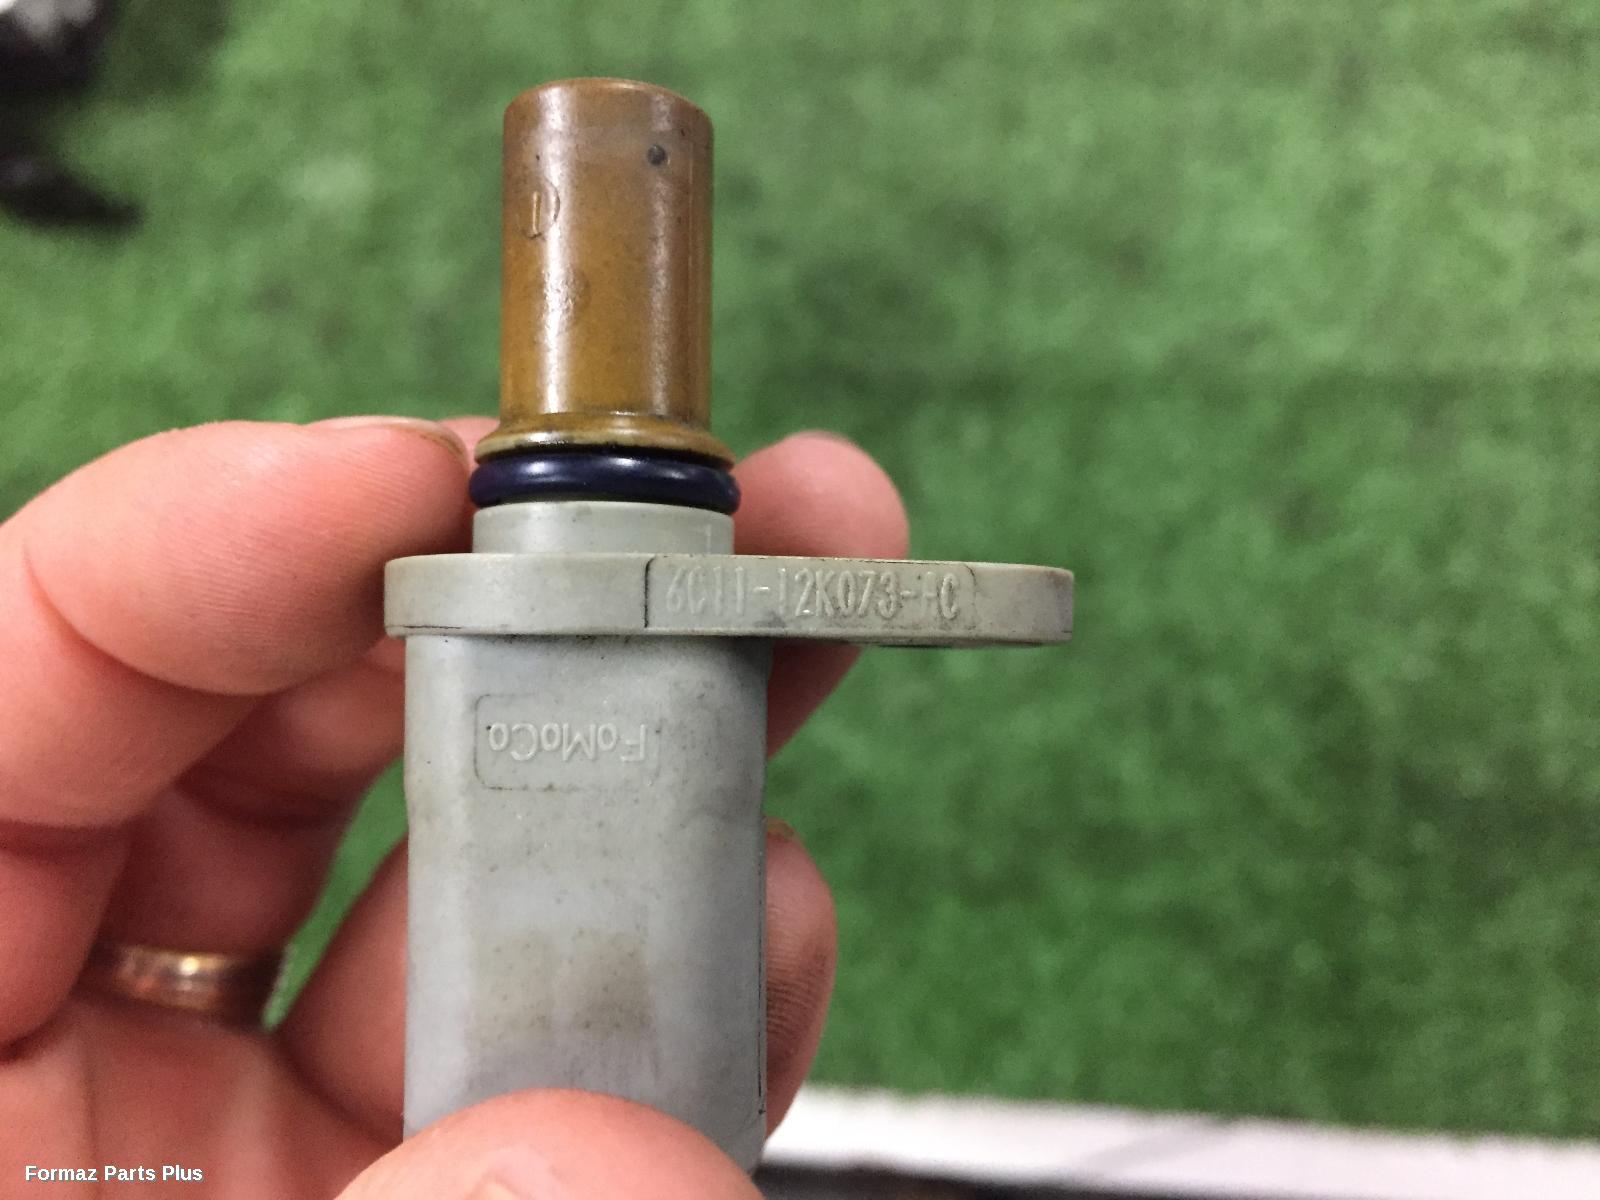 6C11-12K073-AC
FoMoCo
Formaz Parts Plus